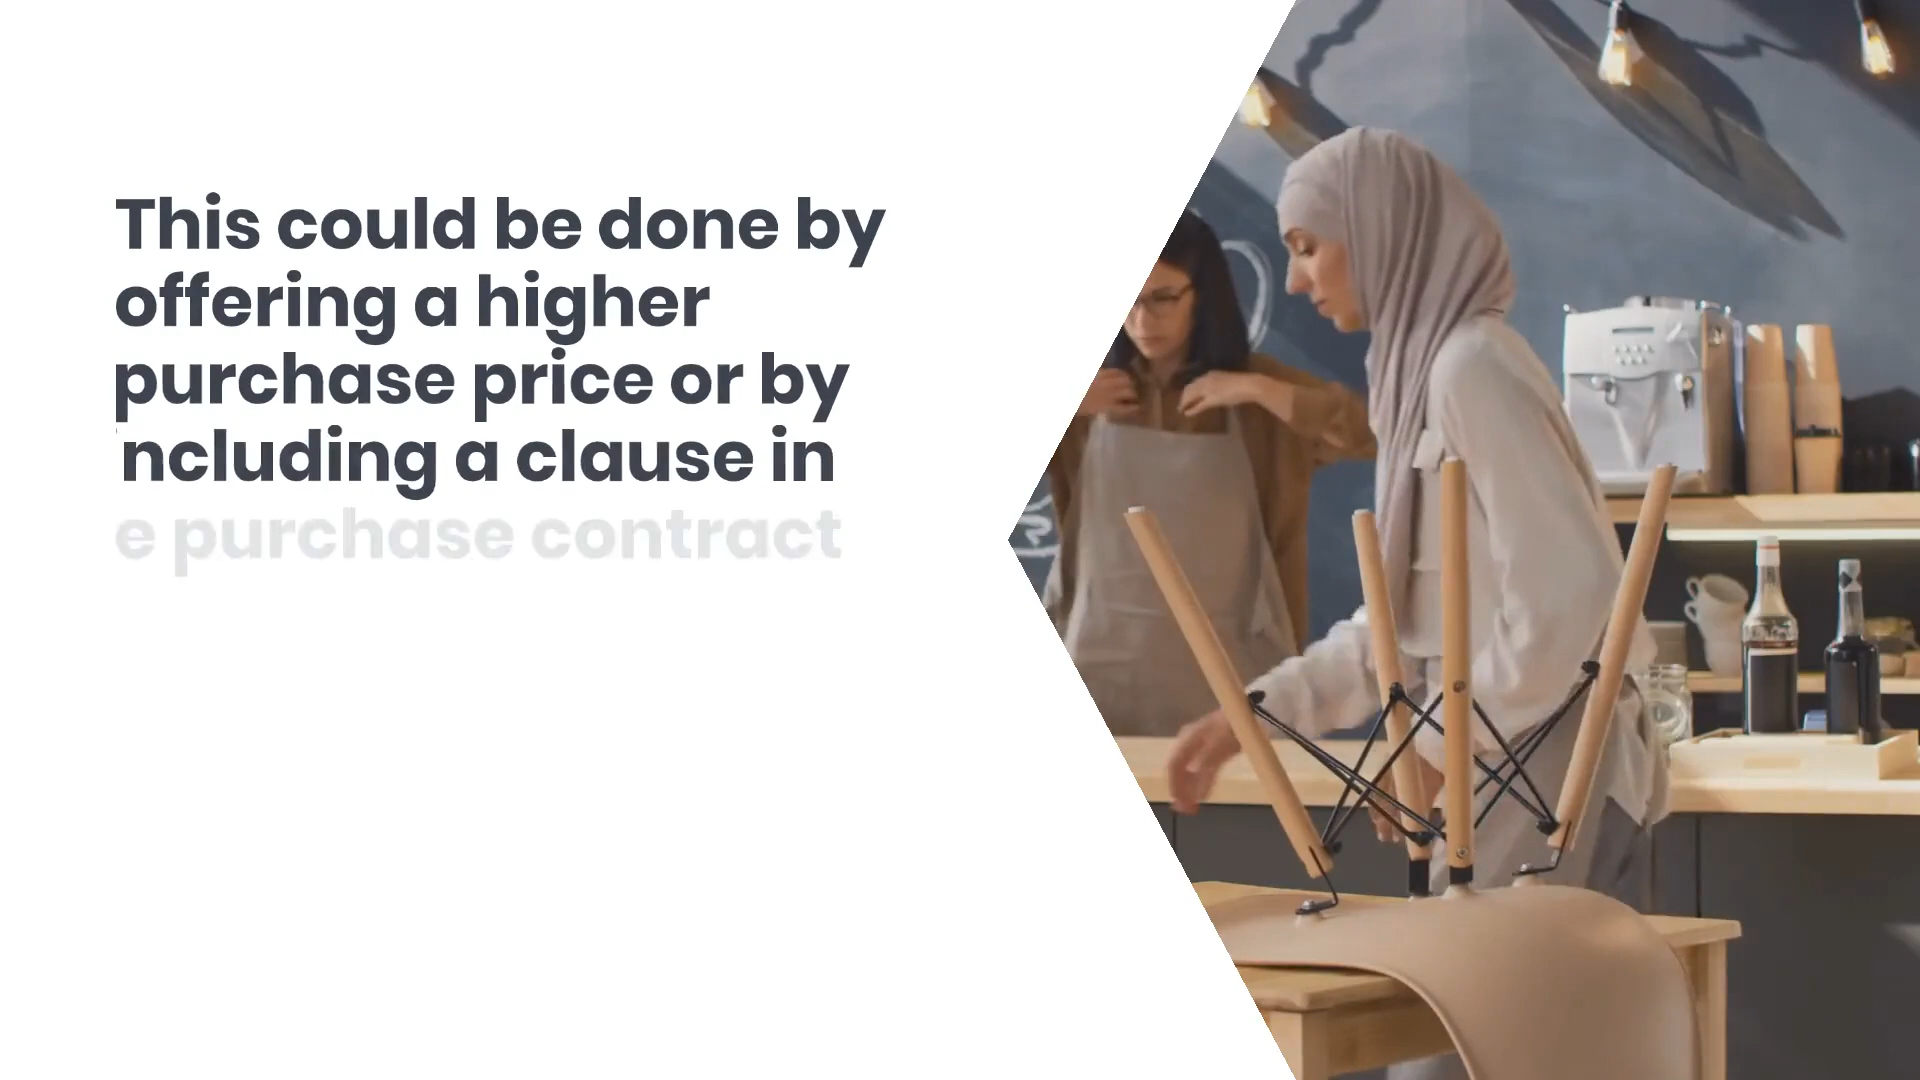 This could be done by
offering a higher
purchase price or by
ncluding a clause in
e purchase contract